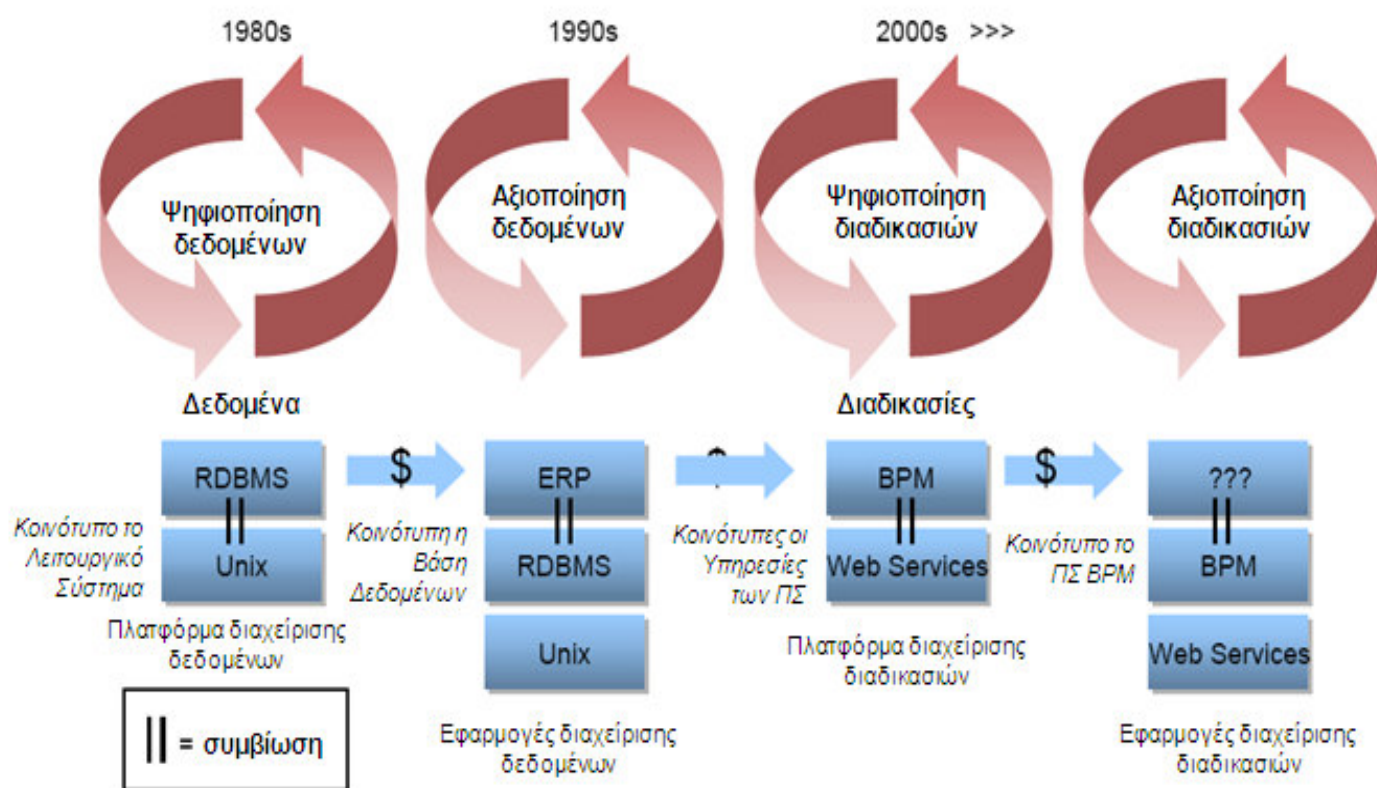 1980s
1990s
2000s >>>
Ψηφιοποίηση
δεδομένων
Αξιοποίηση
δεδομένων
Ψηφιοποίηση
διαδικασιών
Αξιοποίηση
διαδικασιών
Δεδομένα
Διαδικασίες
RDBMS
||
Unix
Κοινότυπο το
Λειτουργικό
Σύστημα
Πλατφόρμα διαχείρισης
δεδομένων
$
Κοινότυπη η
Βάση
Δεδομένων
ERP
||
RDBMS
Unix
Εφαρμογές διαχείρισης
δεδομένων
Κοινότυπες οι
Υπηρεσίες
των ΠΣ
BPM
||
Web Services
Πλατφόρμα διαχείρισης
διαδικασιών
$
Κοινότυπο το
ΠΣ BPM
???
||
BPM
Web Services
Εφαρμογές διαχείρισης
διαδικασιών
|| = συμβίωση